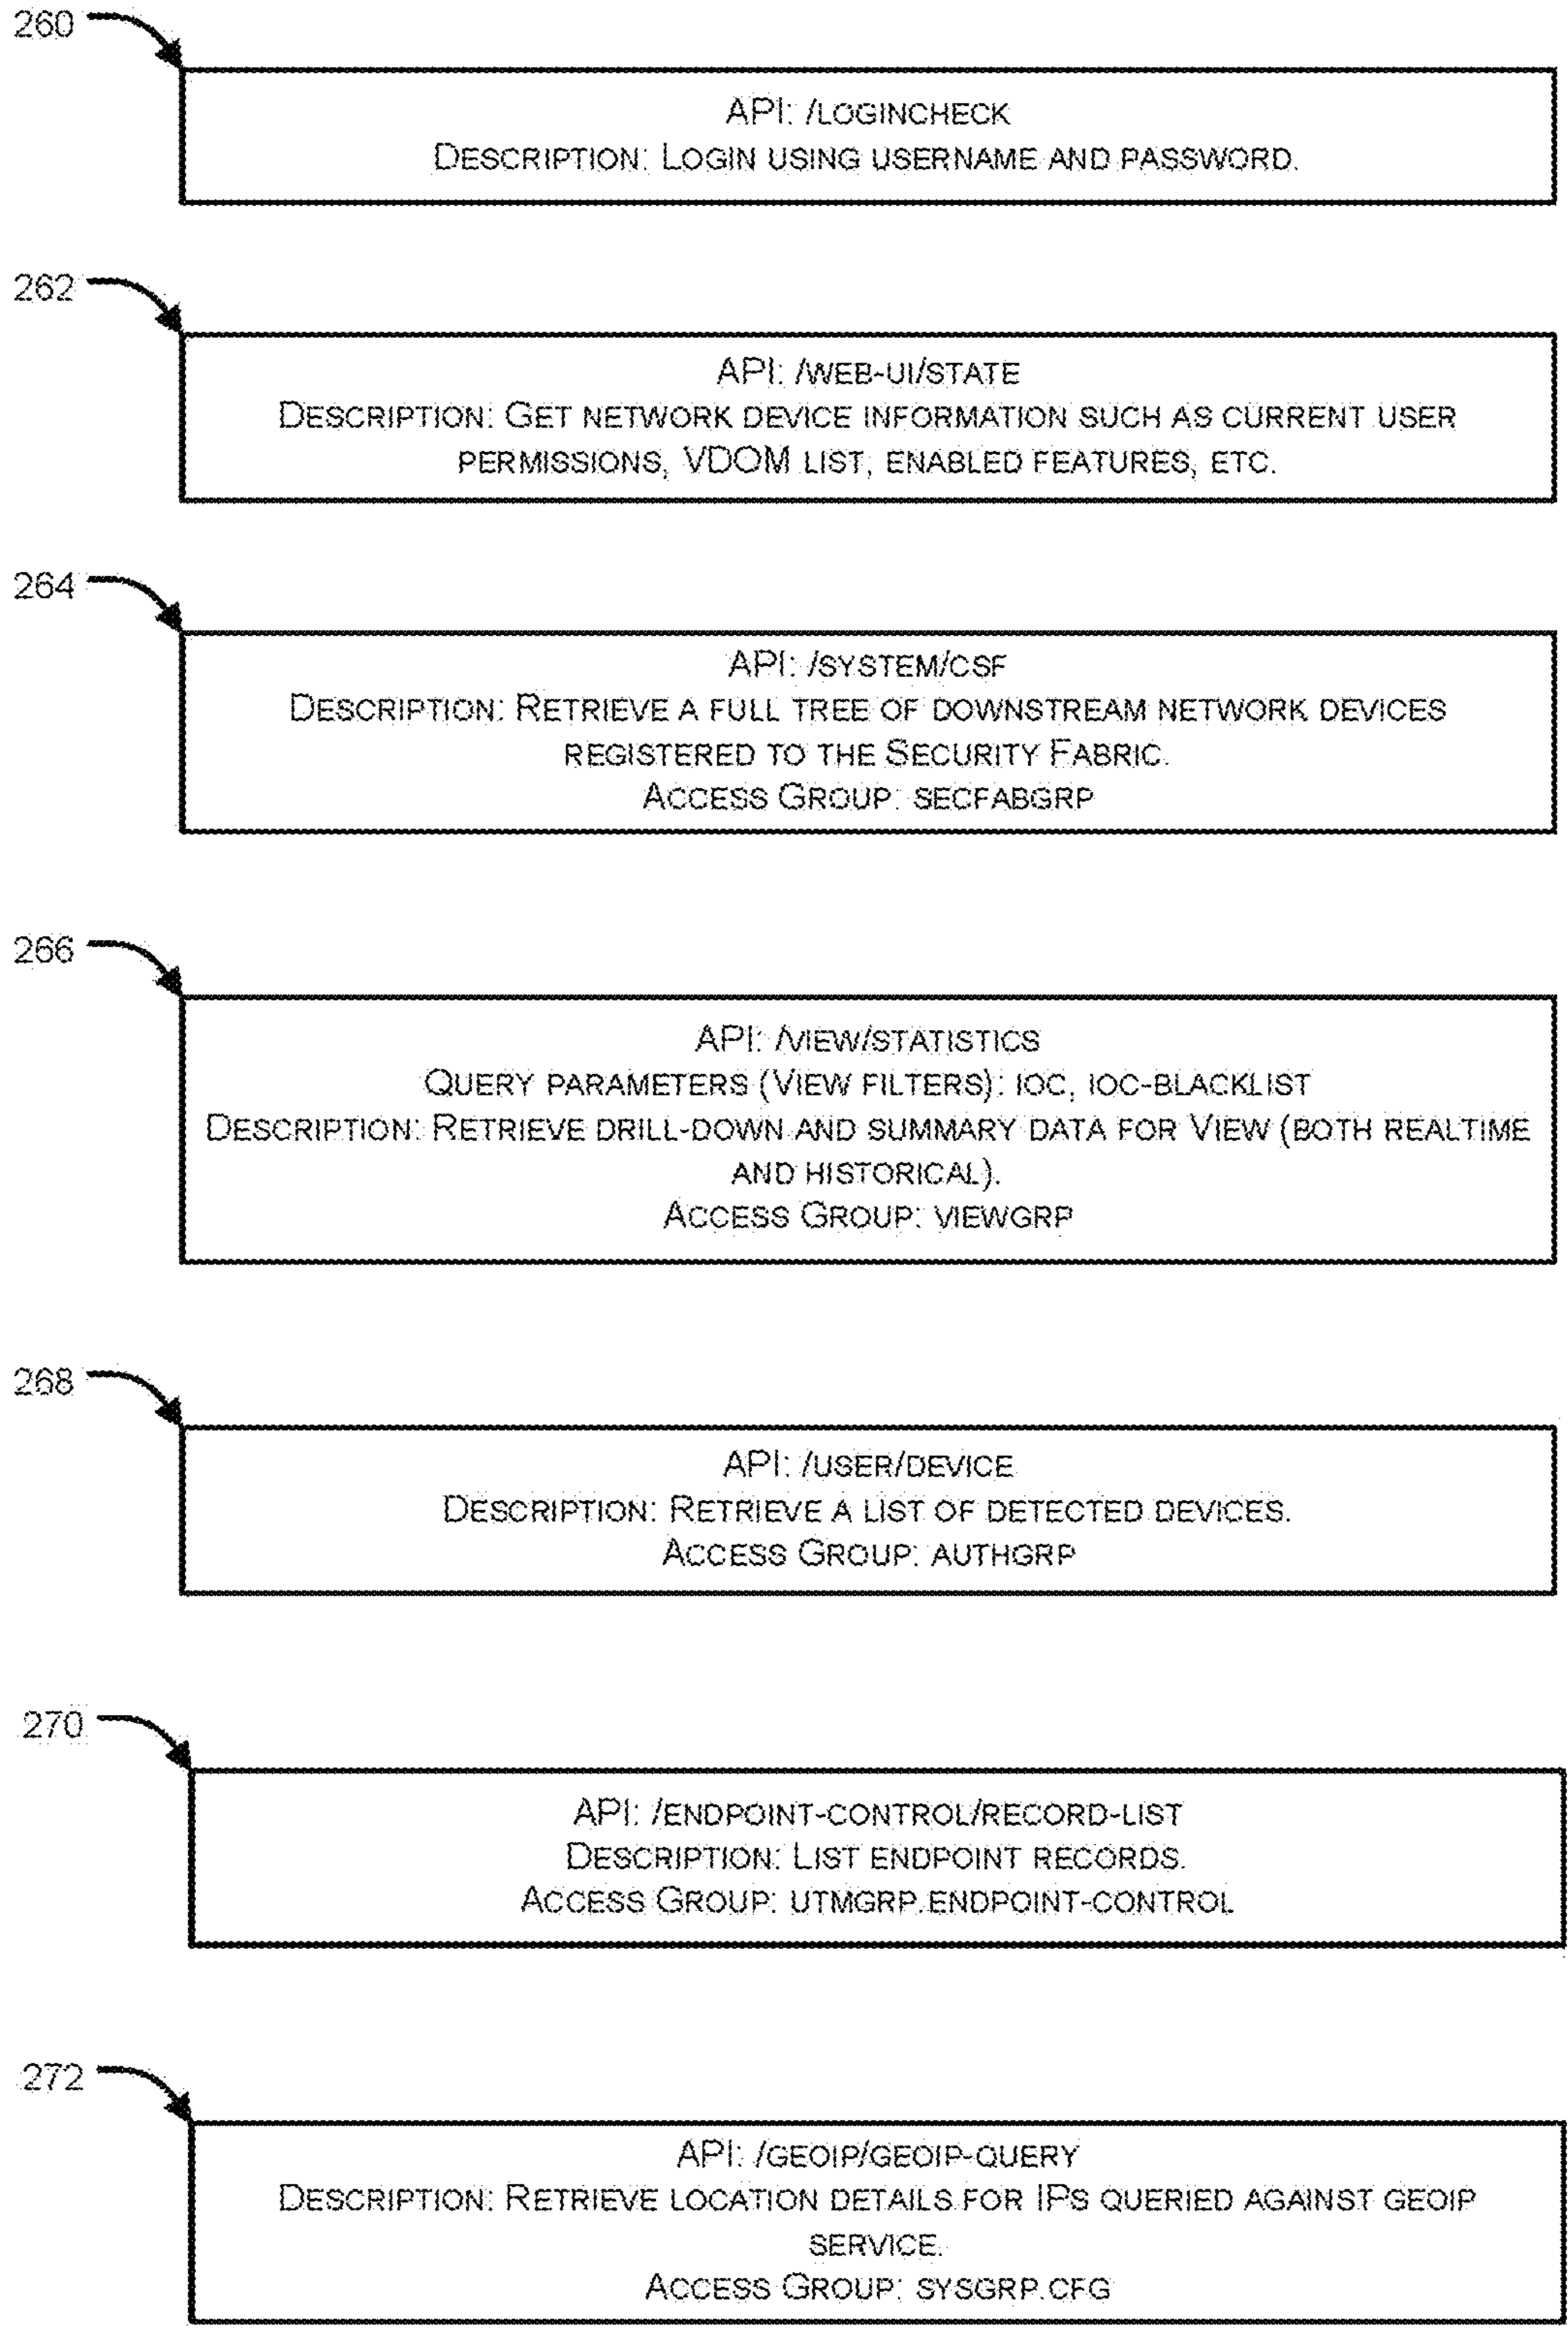 260
API: /LOGINCHECK
DESCRIPTION: LOGIN USING USERNAME AND PASSWORD.
262
API: /WEB-UI/STATE
DESCRIPTION: GET NETWORK DEVICE INFORMATION SUCH AS CURRENT USER
PERMISSIONS, VDOM LIST, ENABLED FEATURES, ETC.
264
API: /SYSTEM/CSF
DESCRIPTION: RETRIEVE A FULL TREE OF DOWNSTREAM NETWORK DEVICES
REGISTERED TO THE SECURITY FABRIC.
ACCESS GROUP: SECFABGRP
266
API: /VIEW/STATISTICS
QUERY PARAMETERS (VIEW FILTERS): IOC, IOC-BLACKLIST
DESCRIPTION: RETRIEVE DRILL-DOWN AND SUMMARY DATA FOR VIEW (BOTH REALTIME
AND HISTORICAL).
ACCESS GROUP: VIEWGRP
268
API: /USER/DEVICE
DESCRIPTION: RETRIEVE A LIST OF DETECTED DEVICES.
ACCESS GROUP: AUTHGRP
270
API: /ENDPOINT-CONTROL/RECORD-LIST
DESCRIPTION: LIST ENDPOINT RECORDS.
ACCESS GROUP: UTMGRP.ENDPOINT-CONTROL
272
API: /GEOIP/GEOIP-QUERY
DESCRIPTION: RETRIEVE LOCATION DETAILS FOR IPS QUERIED AGAINST GEOIP
SERVICE.
ACCESS GROUP: SYSGRP.CFG